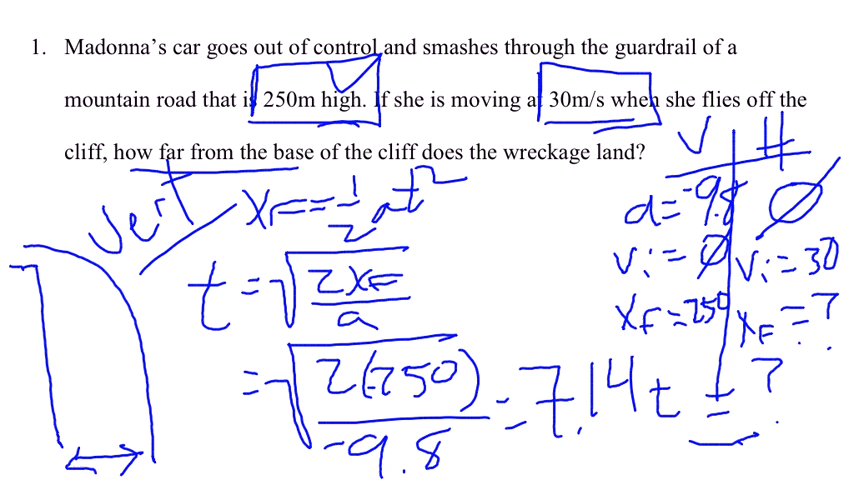 1. Madonna's car goes out of control and smashes through the guardrail of a
mountain road that is 250m high. If she is moving at 30m/s when she flies off the
cliff, how far from the base of the cliff does the wreckage land?
V H
Vert XF = 1/2 at²
a = -9.8 Ø
t = √(2XF/a)
Vi = Ø Vi = 30
XF = 250 XF = ?
= √(2(-250)/-9.8) = 7.14 t = ?